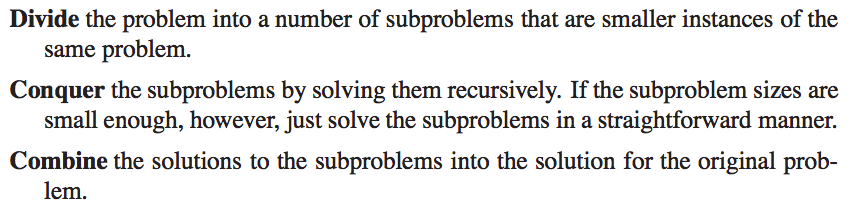 Divide the problem into a number of subproblems that are smaller instances of the
same problem.
Conquer the subproblems by solving them recursively. If the subproblem sizes are
small enough, however, just solve the subproblems in a straightforward manner.
Combine the solutions to the subproblems into the solution for the original prob-
lem.